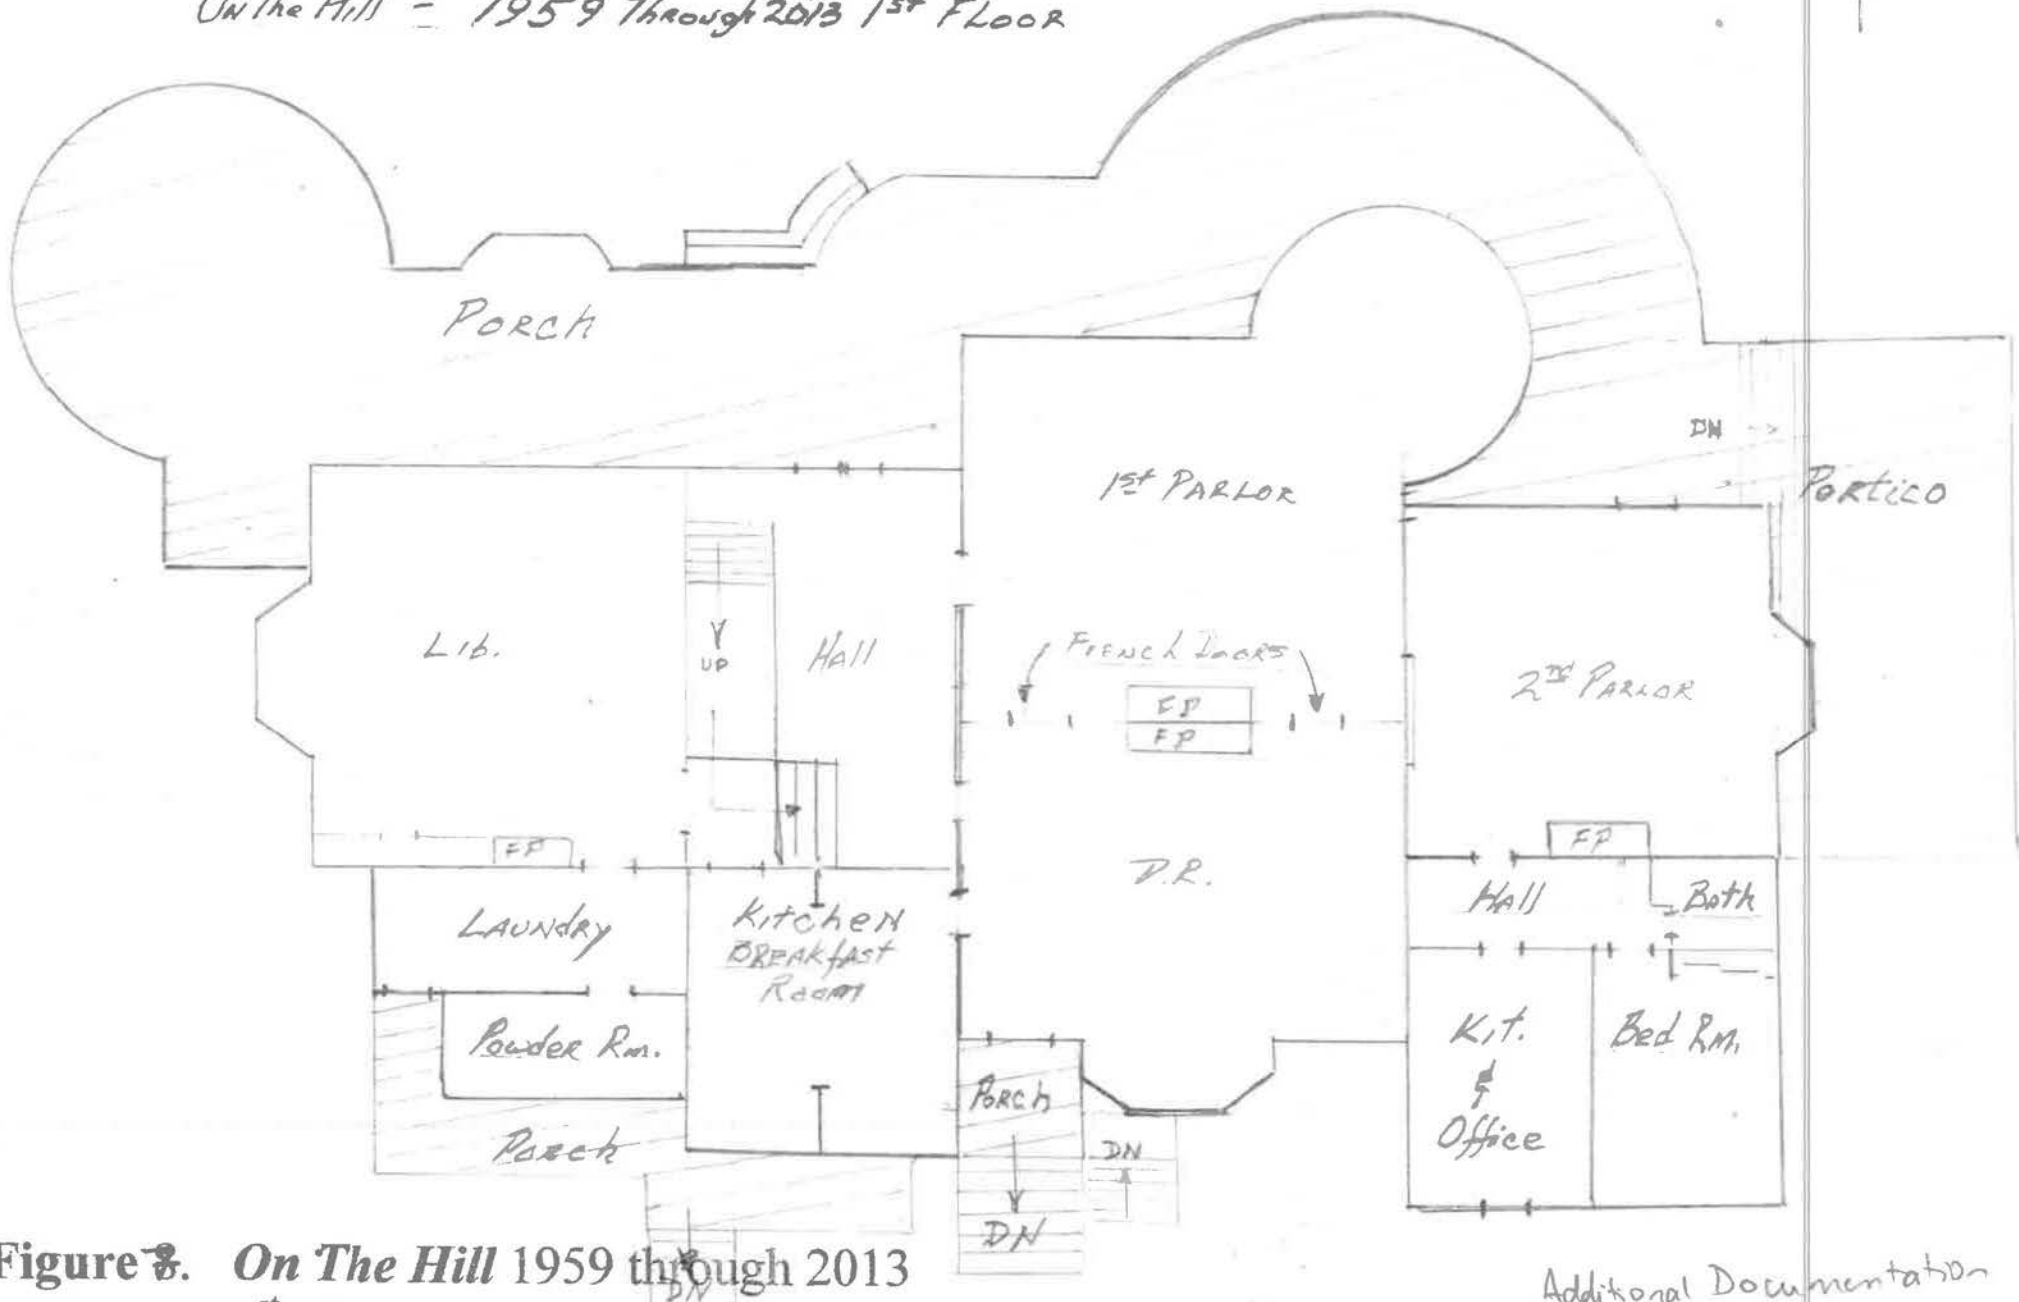 On the Hill - 1959 Through 2013 1st FLOOR
PORCH
DN
PORTICO
1st PARLOR
LIB.
UP
HALL
FRENCH DOORS
FP
FP
2nd PARLOR
FP
D.R.
FP
HALL
BATH
LAUNDRY
KITCHEN
BREAKFAST
ROOM
POWDER Rm.
KIT.
&
Office
Bed Rm.
PORCH
PORCH
DN
DN
DN
Figure 8. On The Hill 1959 through 2013
Additional Documentation